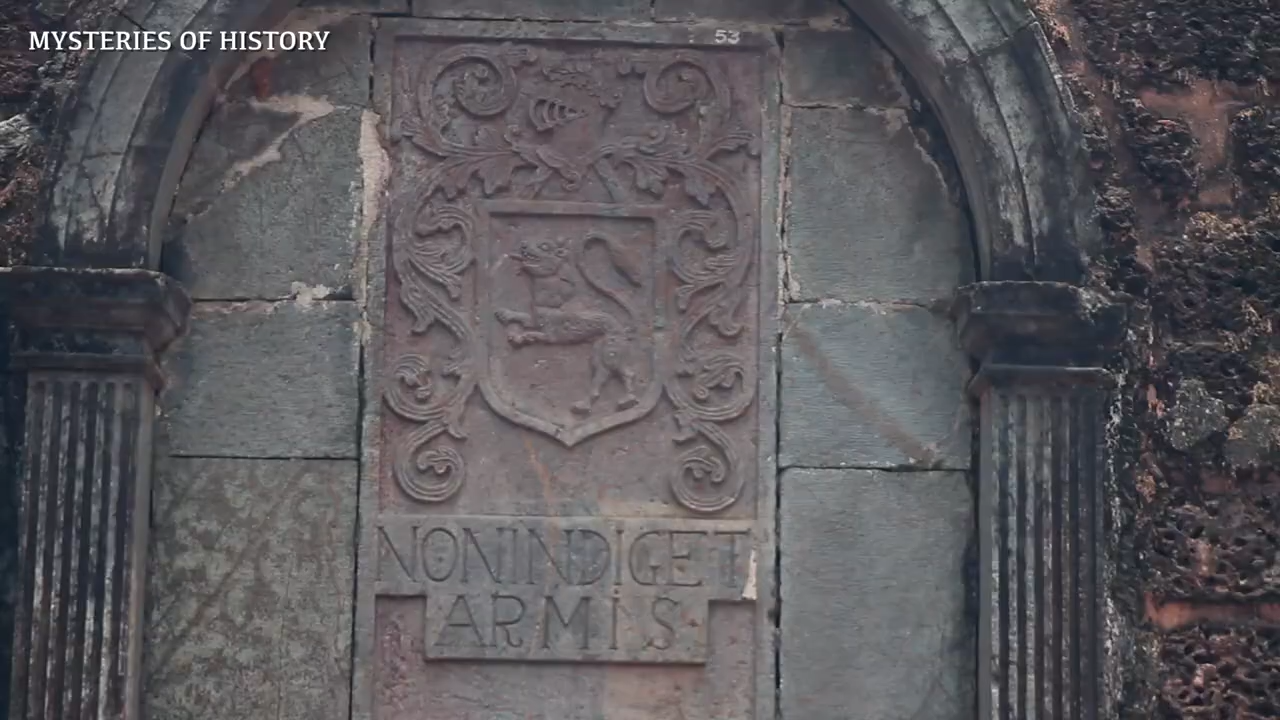 MYSTERIES OF HISTORY
53
NONINDIGET
ARMIS